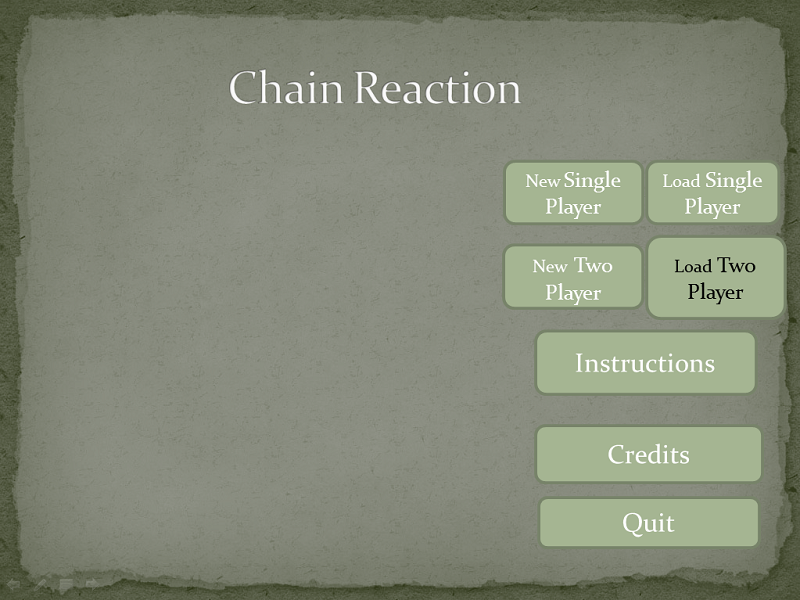 Chain Reaction
New Single
Player
Load Single
Player
New Two
Player
Load Two
Player
Instructions
Credits
Quit